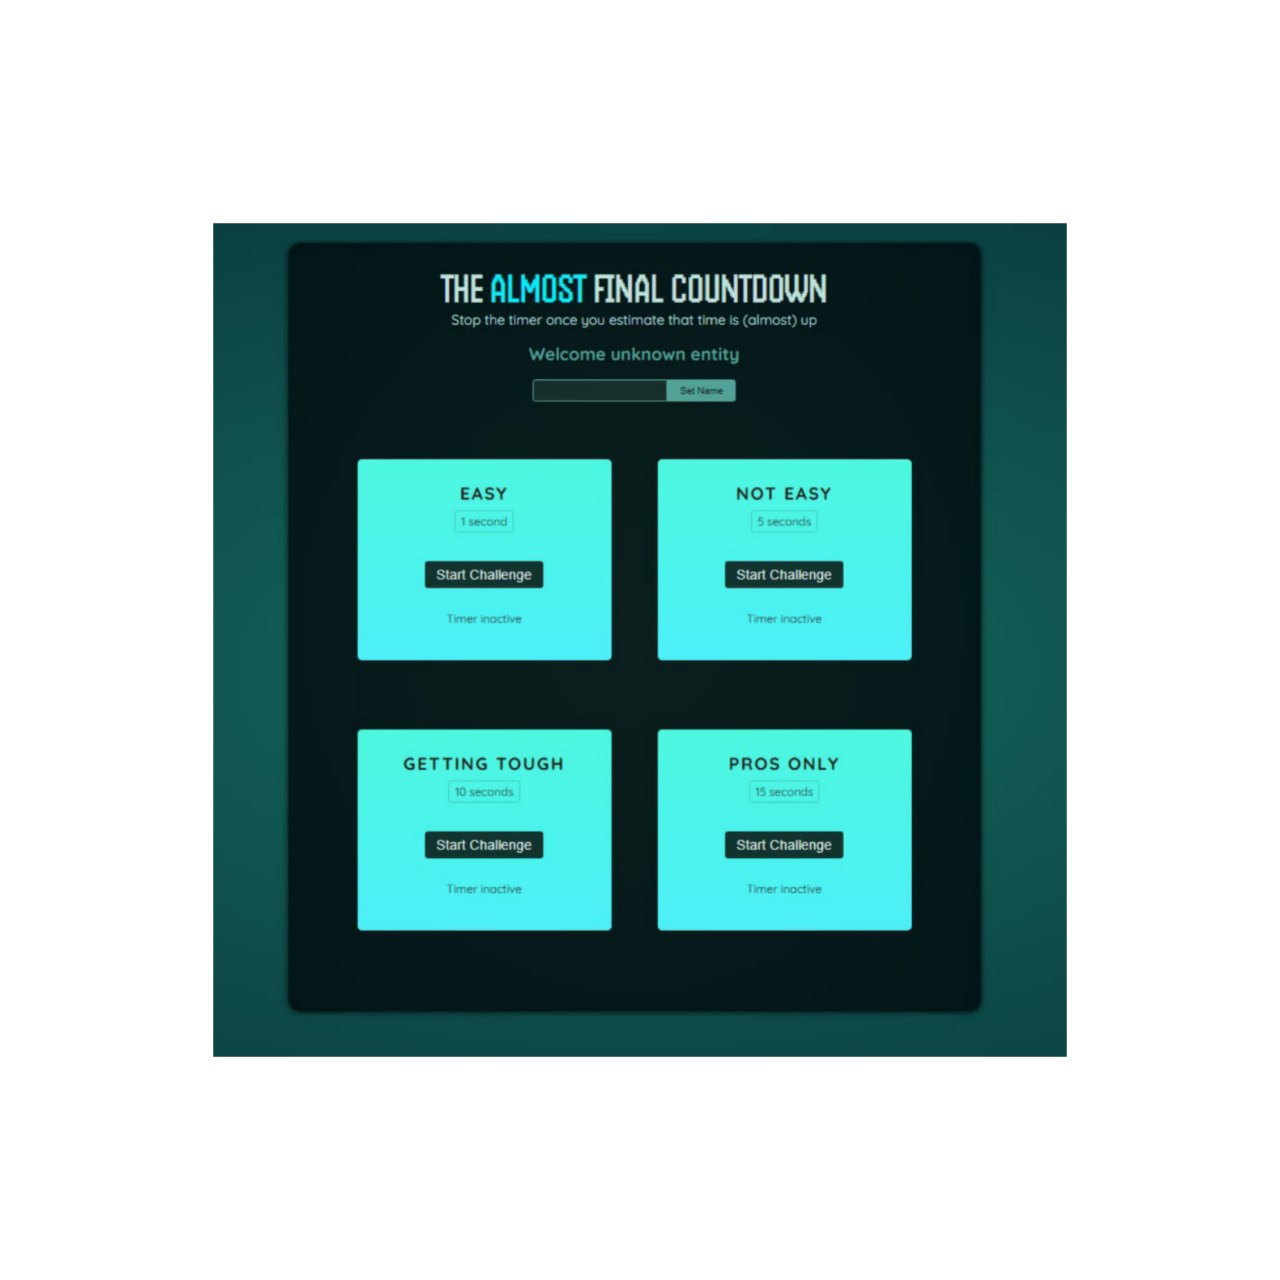 THE ALMOST FINAL COUNTDOWN
Stop the timer once you estimate that time is (almost) up
Welcome unknown entity
Set Name
EASY
1 second
Start Challenge
Timer inactive
NOT EASY
5 seconds
Start Challenge
Timer inactive
GETTING TOUGH
10 seconds
Start Challenge
Timer inactive
PROS ONLY
15 seconds
Start Challenge
Timer inactive